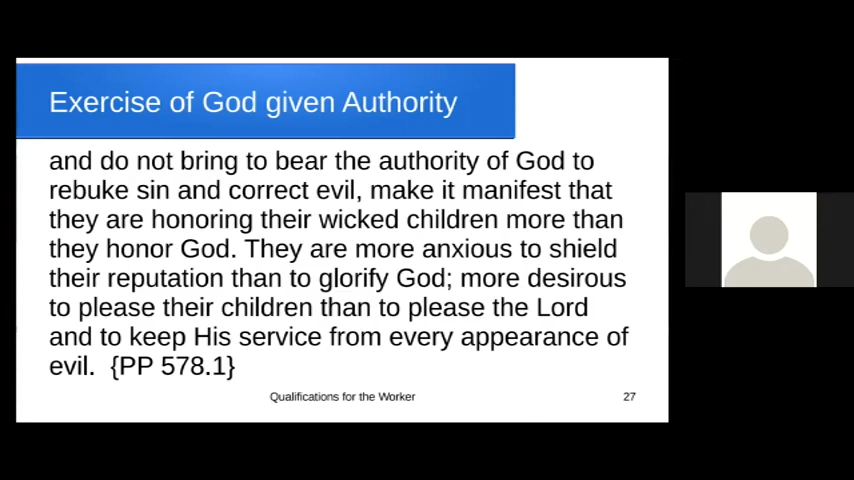 Exercise of God given Authority
and do not bring to bear the authority of God to
rebuke sin and correct evil, make it manifest that
they are honoring their wicked children more than
they honor God. They are more anxious to shield
their reputation than to glorify God; more desirous
to please their children than to please the Lord
and to keep His service from every appearance of
evil.  {PP 578.1}
Qualifications for the Worker
27